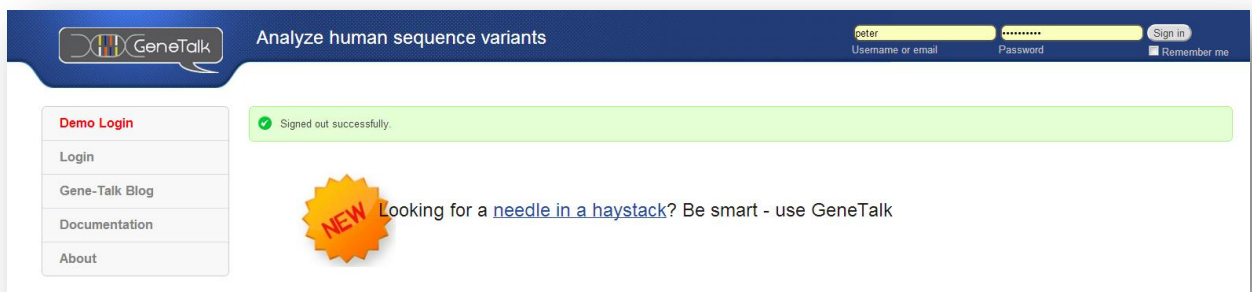 GeneTalk
Analyze human sequence variants
peter
••••••••••
Sign in
Username or email
Password
Remember me
Demo Login
Login
Gene-Talk Blog
Documentation
About
Signed out successfully.
NEW
Looking for a needle in a haystack? Be smart - use GeneTalk